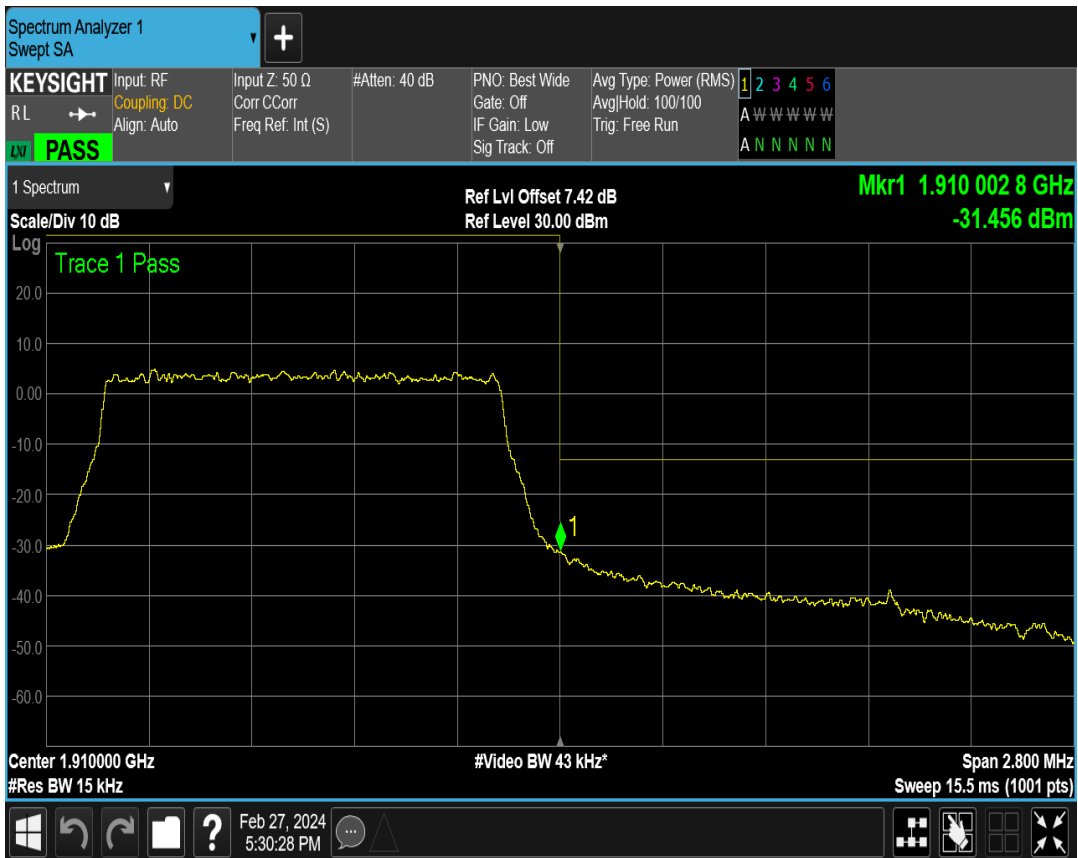 Spectrum Analyzer 1
Swept SA
+
KEYSIGHT
RL
LXI PASS
Input: RF
Coupling: DC
Align: Auto
Input Z: 50 Ω
Corr CCorr
Freq Ref: Int (S)
#Atten: 40 dB
PNO: Best Wide
Gate: Off
IF Gain: Low
Sig Track: Off
Avg Type: Power (RMS)
Avg|Hold: 100/100
Trig: Free Run
1 2 3 4 5 6
A W W W W W
A N N N N N
1 Spectrum
Scale/Div 10 dB
Ref Lvl Offset 7.42 dB
Ref Level 30.00 dBm
Mkr1 1.910 002 8 GHz
-31.456 dBm
Log
Trace 1 Pass
20.0
10.0
0.00
-10.0
-20.0
1
-30.0
-40.0
-50.0
-60.0
Center 1.910000 GHz
#Res BW 15 kHz
#Video BW 43 kHz*
Span 2.800 MHz
Sweep 15.5 ms (1001 pts)
?
Feb 27, 2024
5:30:28 PM